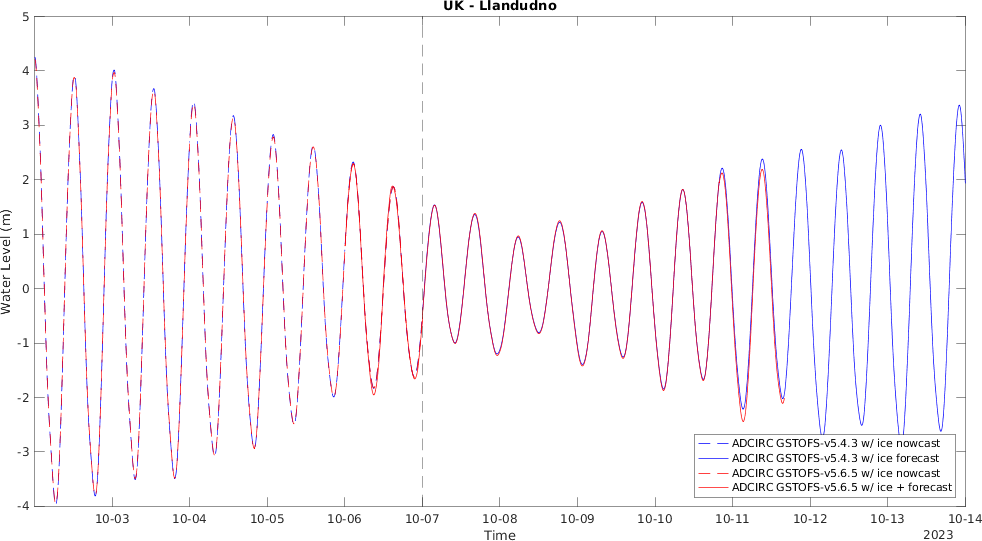 UK - Llandudno
5
4
3
2
1
0
-1
-2
-3
-4
Water Level (m)
ADCIRC GSTOFS-v5.4.3 w/ ice nowcast
ADCIRC GSTOFS-v5.4.3 w/ ice forecast
ADCIRC GSTOFS-v5.6.5 w/ ice nowcast
ADCIRC GSTOFS-v5.6.5 w/ ice + forecast
10-03 10-04 10-05 10-06 10-07 10-08 10-09 10-10 10-11 10-12 10-13 10-14
Time
2023